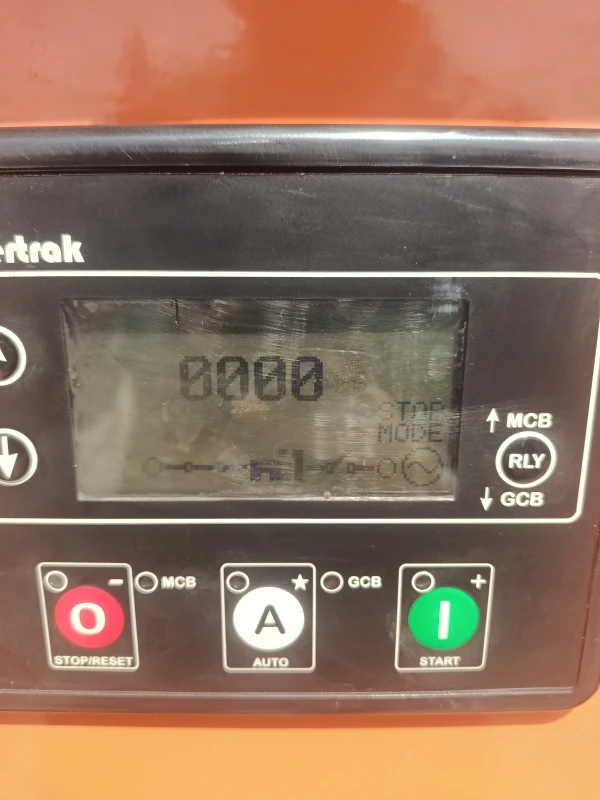 ertrak
0000
STOP
MODE
↑ MCB
RLY
↓ GCB
MCB
GCB
O
A
I
STOP/RESET
AUTO
START